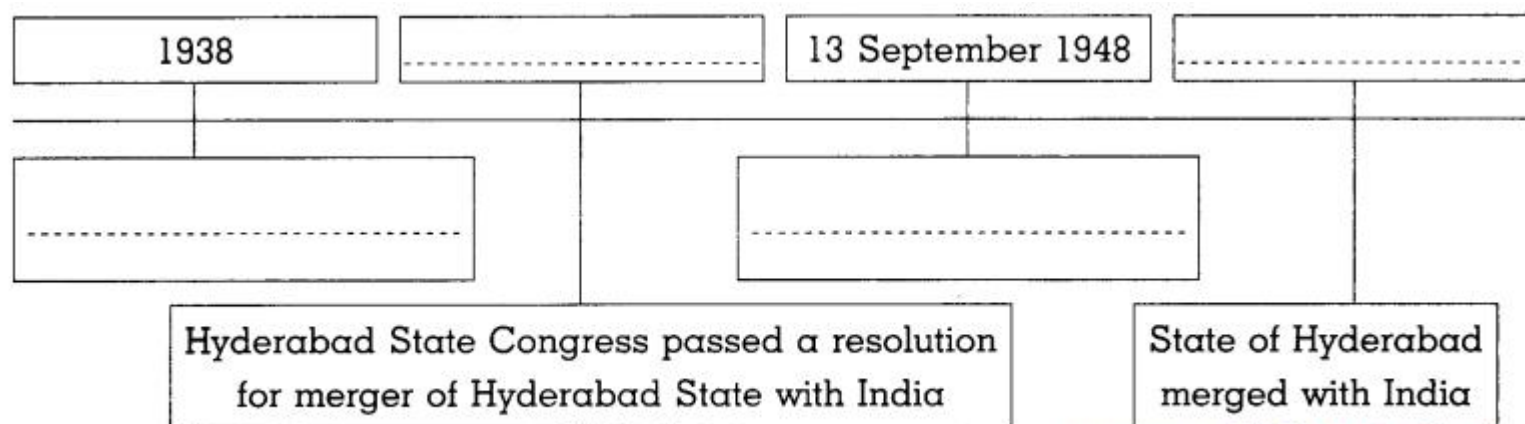 1938
13 September 1948
Hyderabad State Congress passed a resolution
for merger of Hyderabad State with India
State of Hyderabad
merged with India